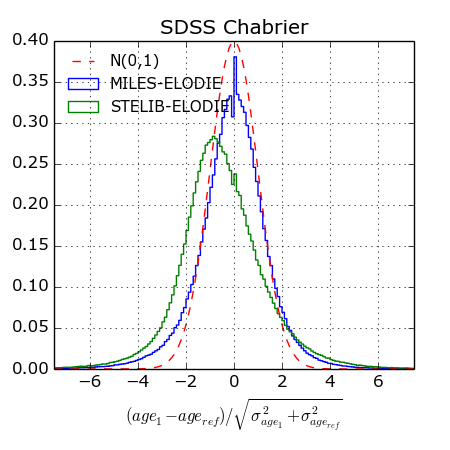 SDSS Chabrier
0.40
0.35
0.30
0.25
0.20
0.15
0.10
0.05
0.00
N(0,1)
MILES-ELODIE
STELIB-ELODIE
−6 −4 −2 0 2 4 6
(age₁−age_ref)/√σ²_age₁+σ²_age_ref